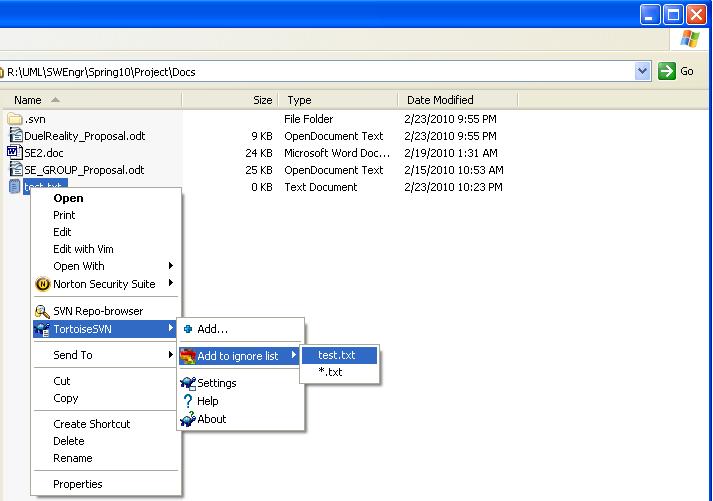 R:\UML\SWEngr\Spring10\Project\Docs Go
Name Size Type Date Modified
.svn File Folder 2/23/2010 9:55 PM
DuelReality_Proposal.odt 9 KB OpenDocument Text 2/23/2010 9:55 PM
SE2.doc 24 KB Microsoft Word Doc... 2/19/2010 1:31 AM
SE_GROUP_Proposal.odt 25 KB OpenDocument Text 2/15/2010 10:53 AM
test.txt 0 KB Text Document 2/23/2010 10:23 PM
Open
Print
Edit
Edit with Vim
Open With
Norton Security Suite
SVN Repo-browser
TortoiseSVN
Send To
Cut
Copy
Create Shortcut
Delete
Rename
Properties
Add...
Add to ignore list
Settings
Help
About
test.txt
*.txt